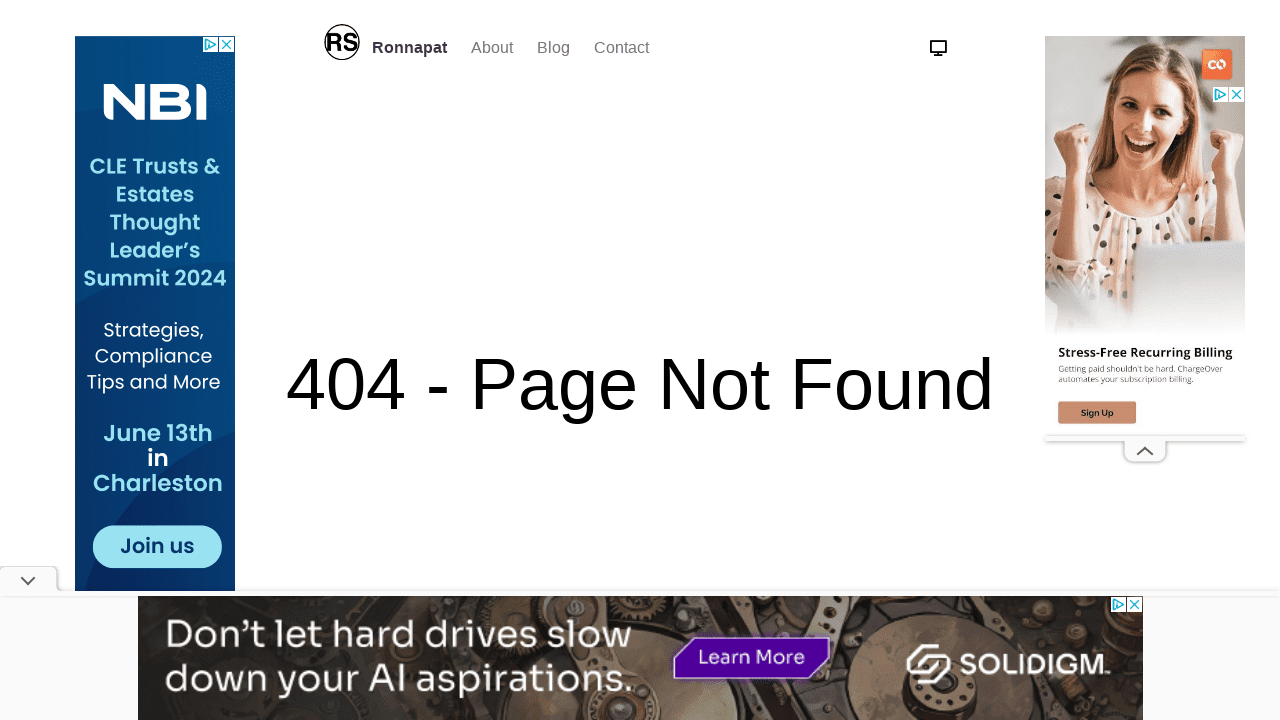 RS
Ronnapat
About
Blog
Contact
NBI
CLE Trusts &
Estates
Thought
Leader's
Summit 2024
Strategies,
Compliance
Tips and More
June 13th
in
Charleston
Join us
404 - Page Not Found
Stress-Free Recurring Billing
Getting paid shouldn't be hard. ChargeOver
automates your subscription billing.
Sign Up
Don't let hard drives slow
down your AI aspirations.
Learn More
SOLIDIGM